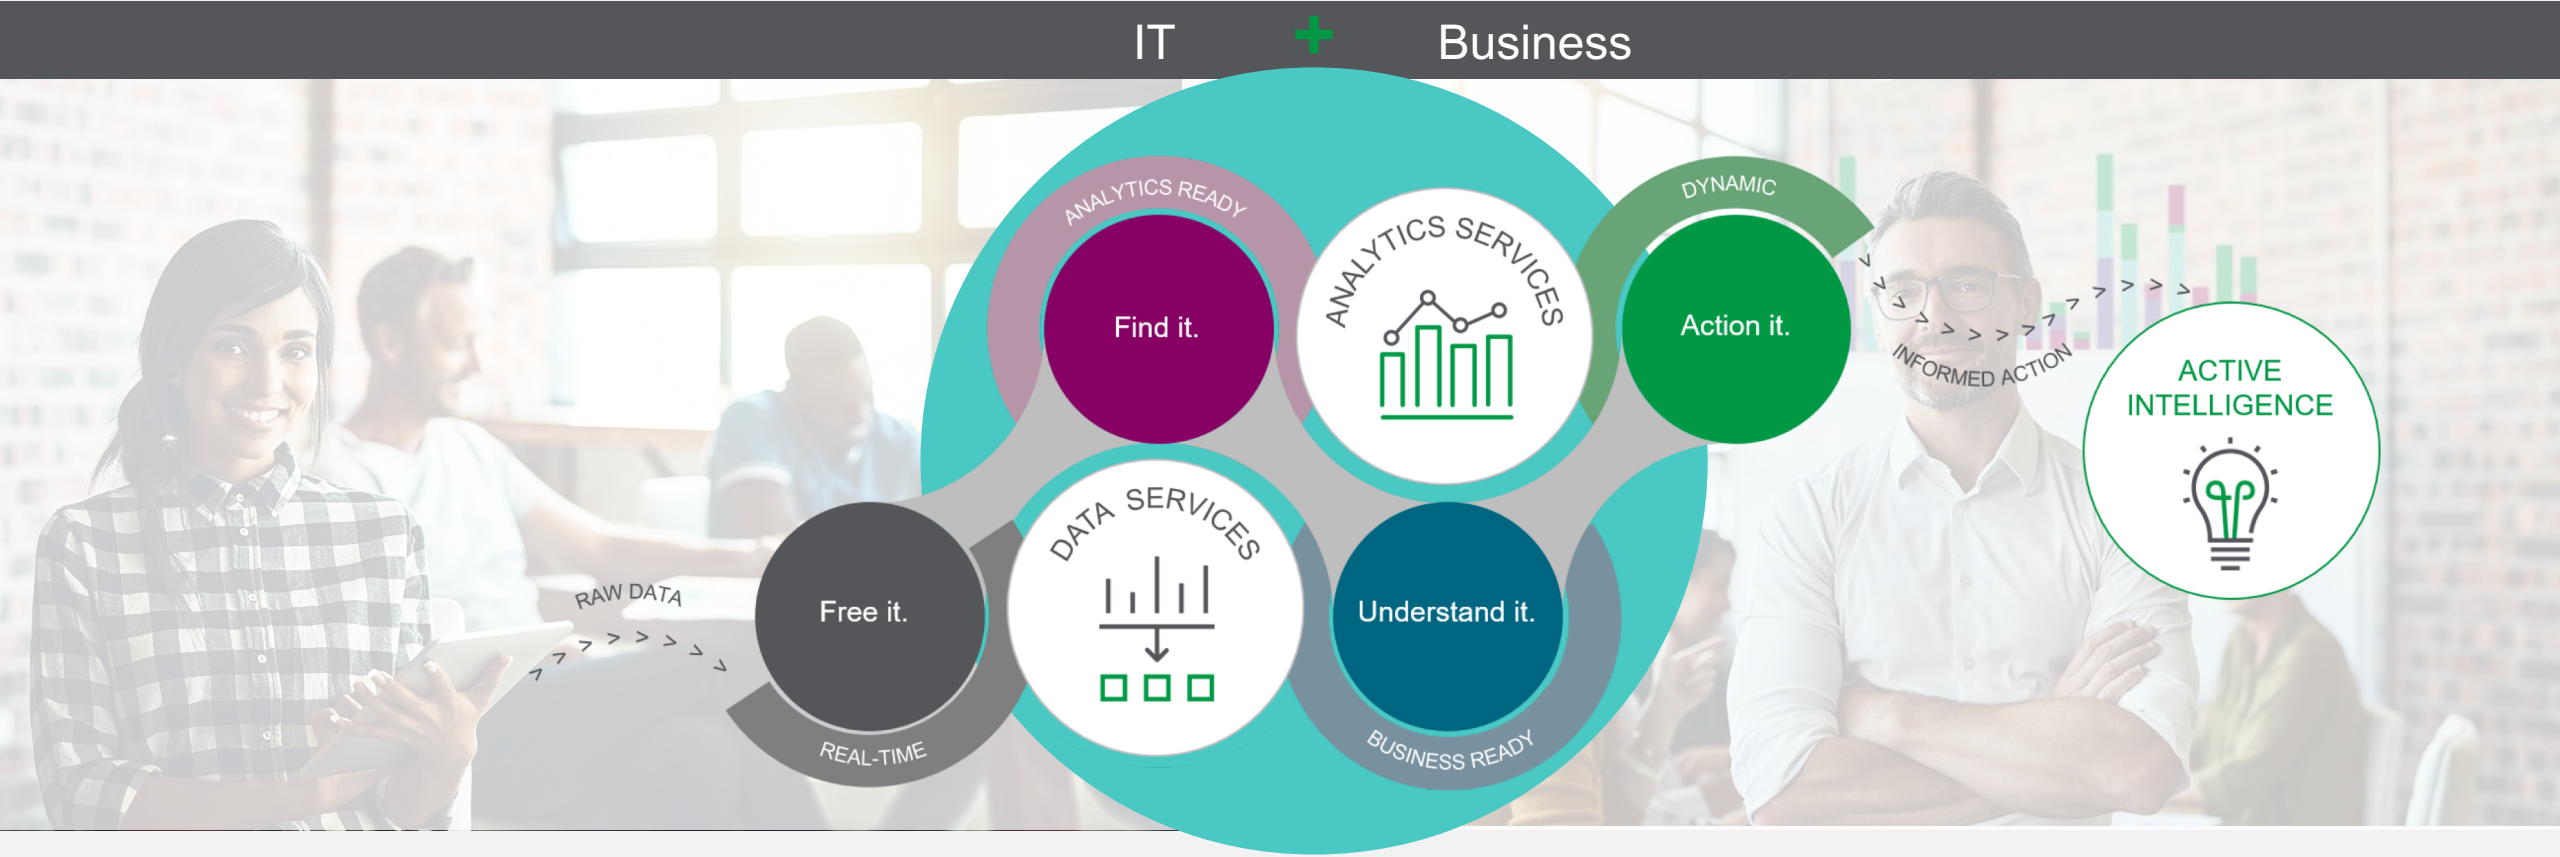 IT + Business
RAW DATA
Free it.
REAL-TIME
ANALYTICS READY
Find it.
DATA SERVICES
ANALYTICS SERVICES
Understand it.
BUSINESS READY
DYNAMIC
Action it.
INFORMED ACTION
ACTIVE
INTELLIGENCE